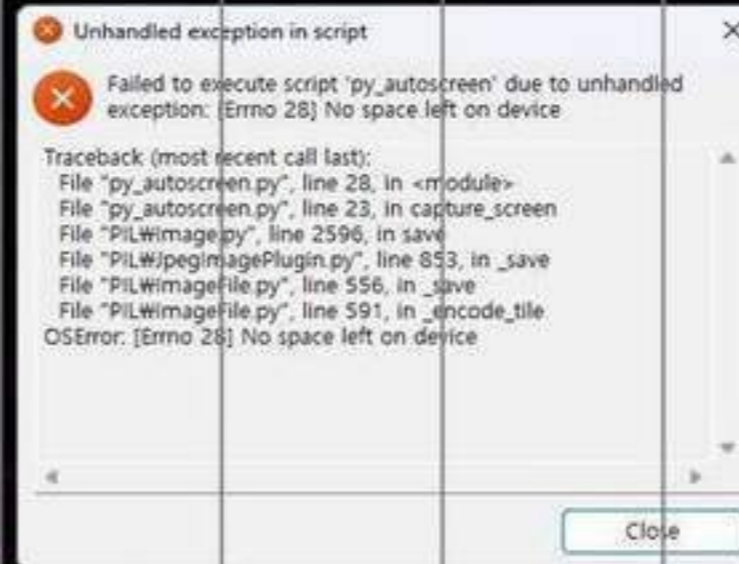 Unhandled exception in script
Failed to execute script 'py_autoscreen' due to unhandled
exception: [Errno 28] No space left on device
Traceback (most recent call last):
File "py_autoscreen.py", line 28, in <module>
File "py_autoscreen.py", line 23, in capture_screen
File "PIL₩Image.py", line 2596, in save
File "PIL₩JpegImagePlugin.py", line 853, in _save
File "PIL₩ImageFile.py", line 556, in _save
File "PIL₩ImageFile.py", line 591, in _encode_tile
OSError: [Errno 28] No space left on device
Close